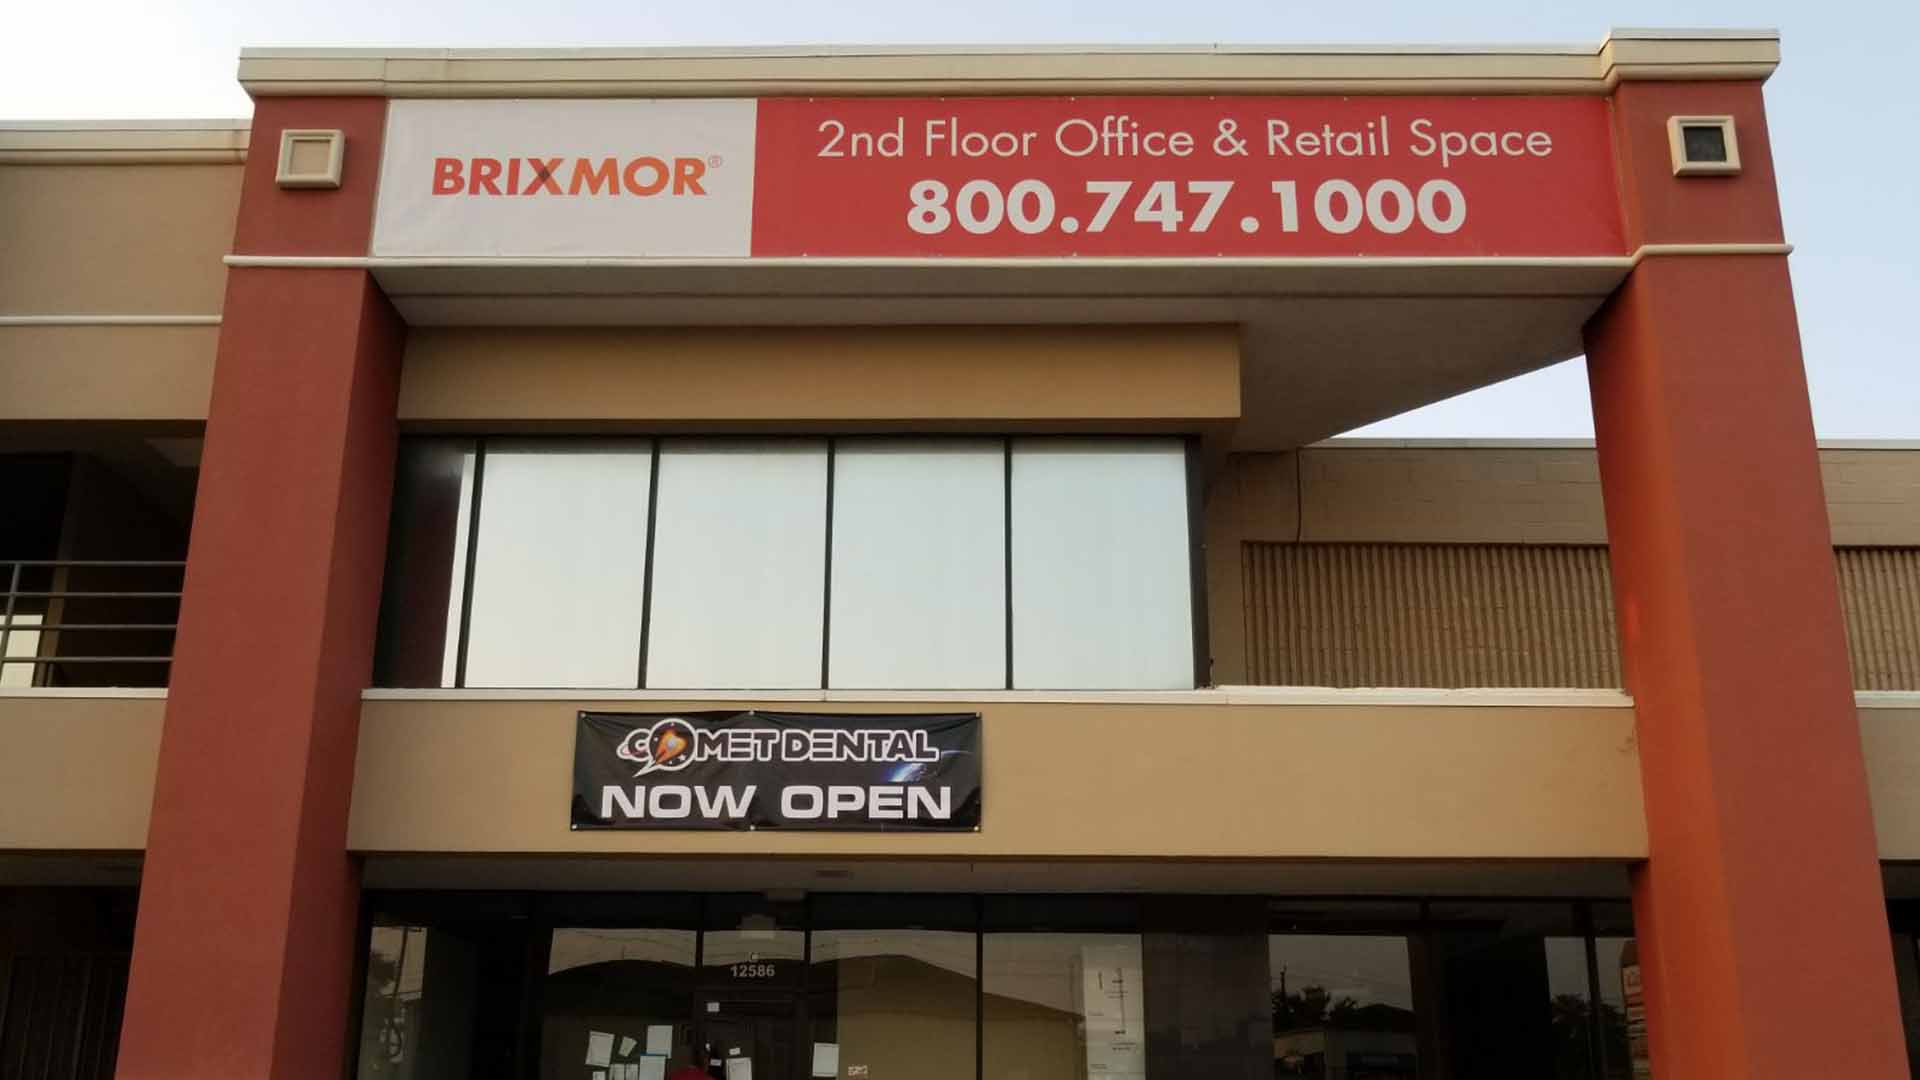 BRIXMOR®
2nd Floor Office & Retail Space
800.747.1000
COMET DENTAL
NOW OPEN
C
12586